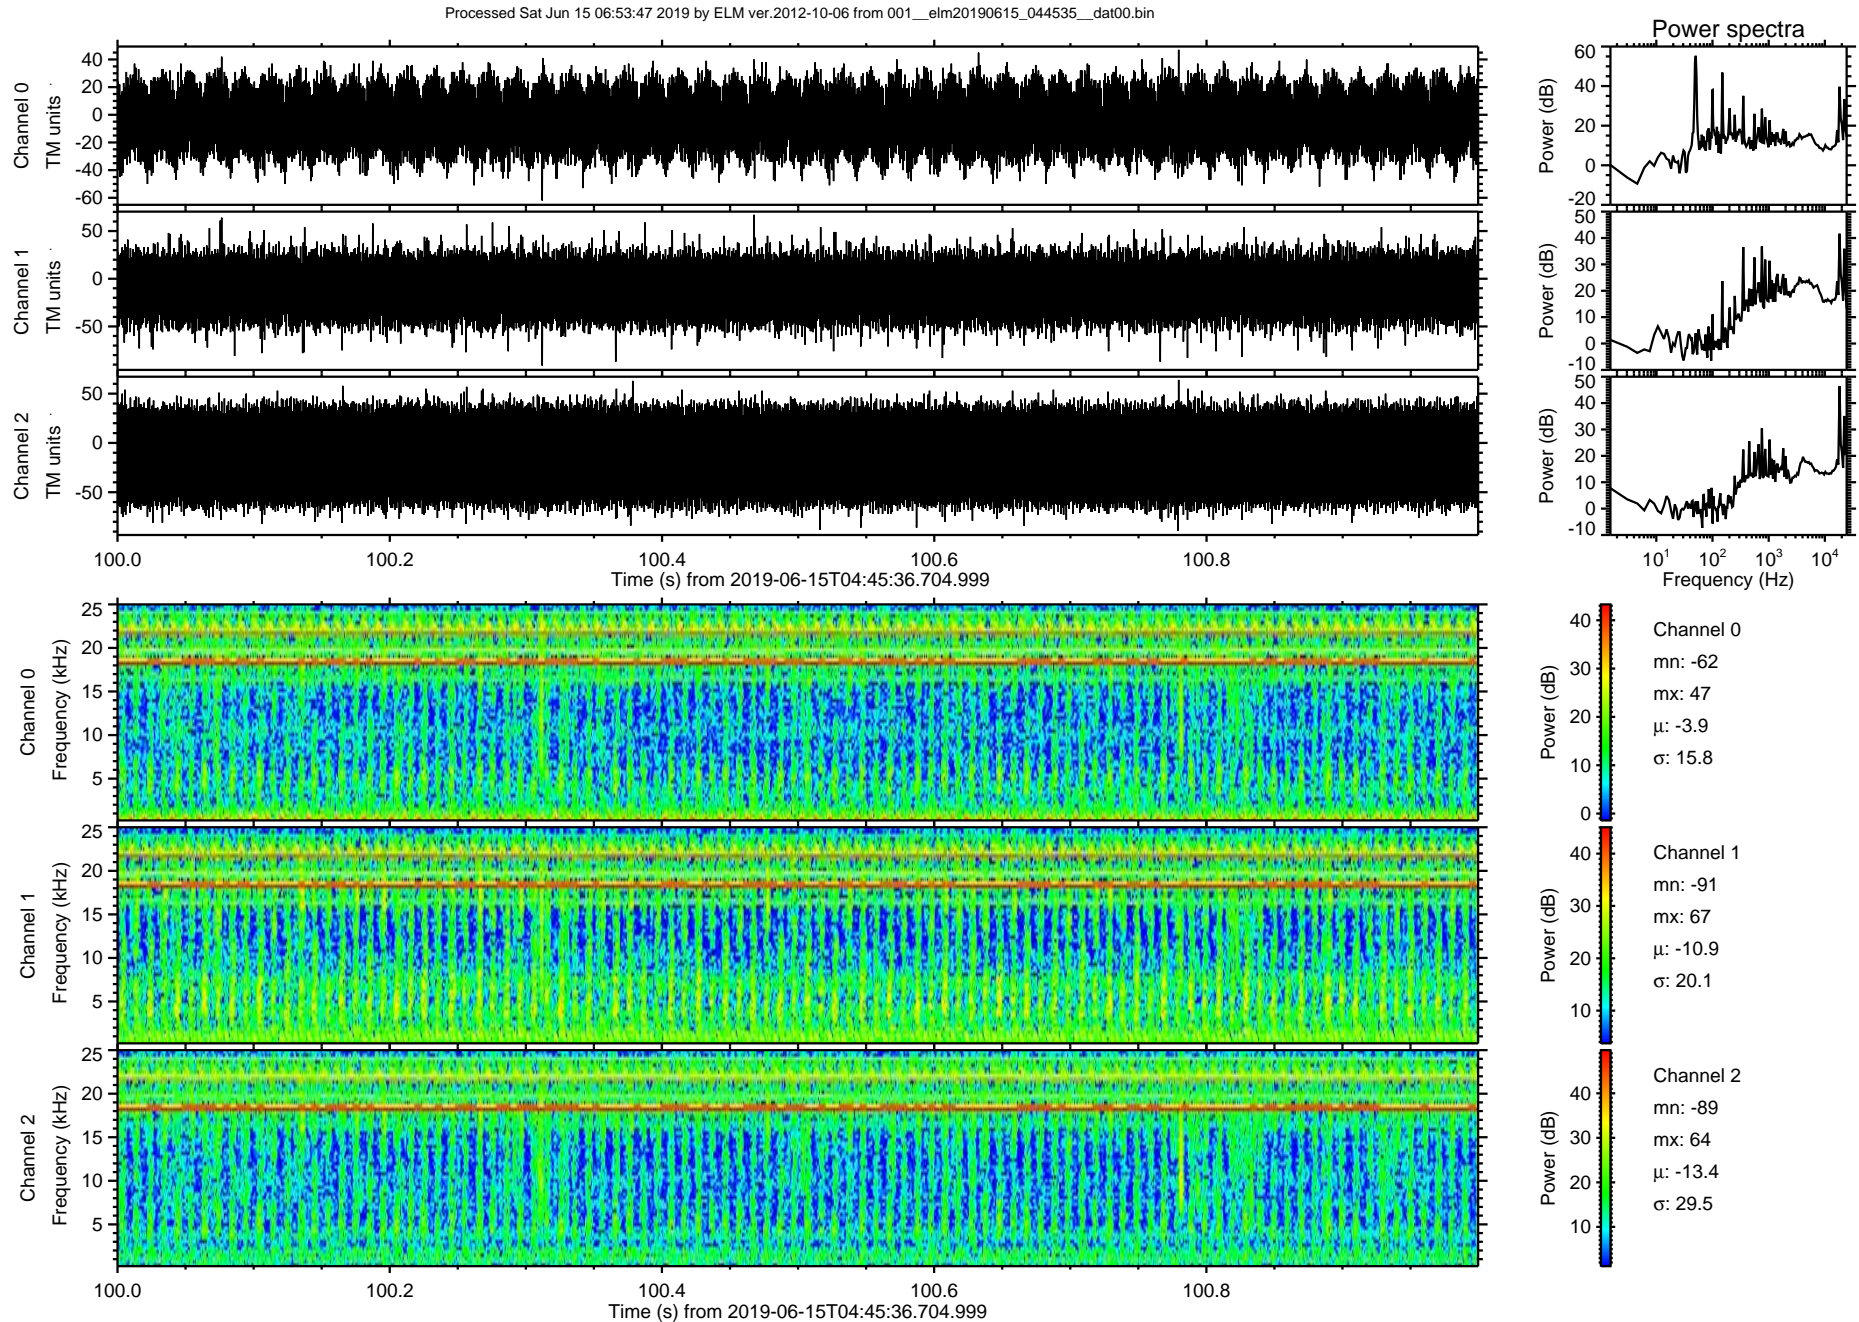 Processed Sat Jun 15 06:53:47 2019 by ELM ver.2012-10-06 from 001__elm20190615_044535__dat00.bin
Power spectra
Channel 0
TM units
40
20
0
-20
-40
-60
Power (dB)
60
40
20
0
-20
Channel 1
TM units
50
0
-50
Power (dB)
50
40
30
20
10
0
-10
Channel 2
TM units
50
0
-50
Power (dB)
50
40
30
20
10
0
-10
100.0 100.2 100.4 100.6 100.8
Time (s) from 2019-06-15T04:45:36.704.999
10^1 10^2 10^3 10^4
Frequency (Hz)
Channel 0
Frequency (kHz)
25
20
15
10
5
Power (dB)
40
30
20
10
0
Channel 0
mn: -62
mx: 47
μ: -3.9
σ: 15.8
Channel 1
Frequency (kHz)
25
20
15
10
5
Power (dB)
40
30
20
10
Channel 1
mn: -91
mx: 67
μ: -10.9
σ: 20.1
Channel 2
Frequency (kHz)
25
20
15
10
5
Power (dB)
40
30
20
10
Channel 2
mn: -89
mx: 64
μ: -13.4
σ: 29.5
100.0 100.2 100.4 100.6 100.8
Time (s) from 2019-06-15T04:45:36.704.999